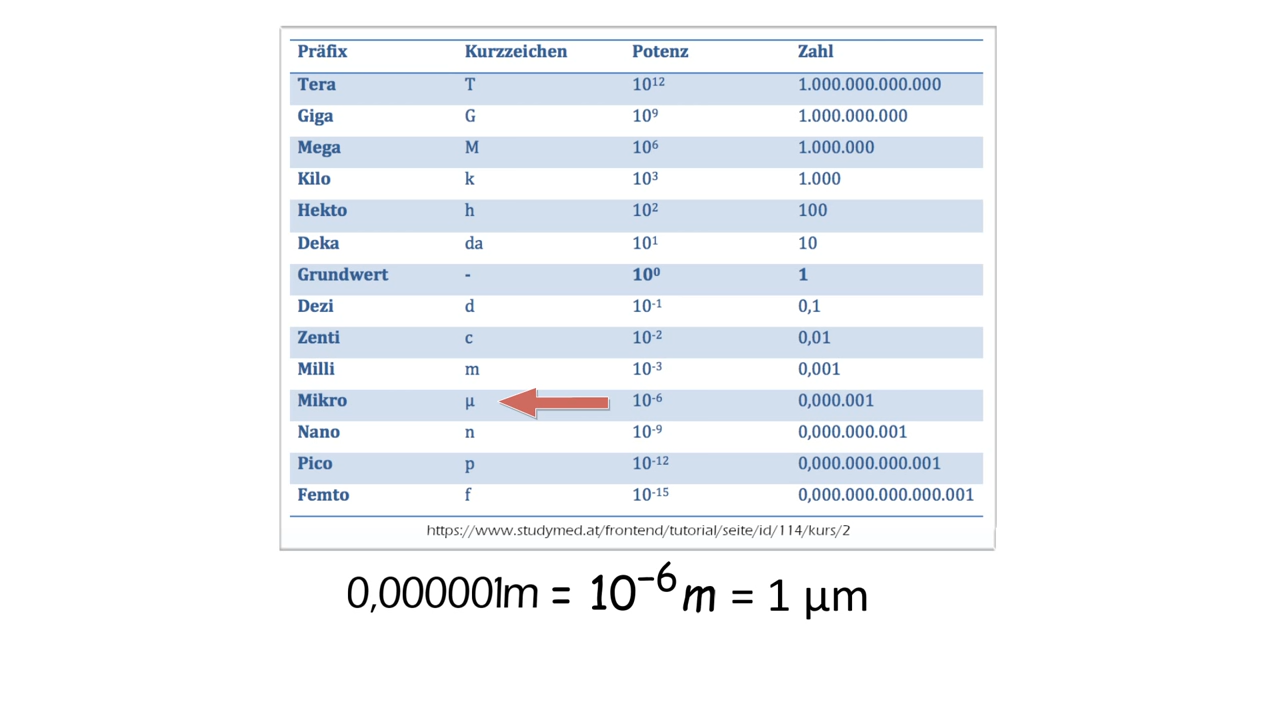 Präfix Kurzzeichen Potenz Zahl
Tera T 10¹² 1.000.000.000.000
Giga G 10⁹ 1.000.000.000
Mega M 10⁶ 1.000.000
Kilo k 10³ 1.000
Hekto h 10² 100
Deka da 10¹ 10
Grundwert - 10⁰ 1
Dezi d 10⁻¹ 0,1
Zenti c 10⁻² 0,01
Milli m 10⁻³ 0,001
Mikro µ 10⁻⁶ 0,000.001
Nano n 10⁻⁹ 0,000.000.001
Pico p 10⁻¹² 0,000.000.000.001
Femto f 10⁻¹⁵ 0,000.000.000.000.001
https://www.studymed.at/frontend/tutorial/seite/id/114/kurs/2
0,000001m = 10⁻⁶ m = 1 µm